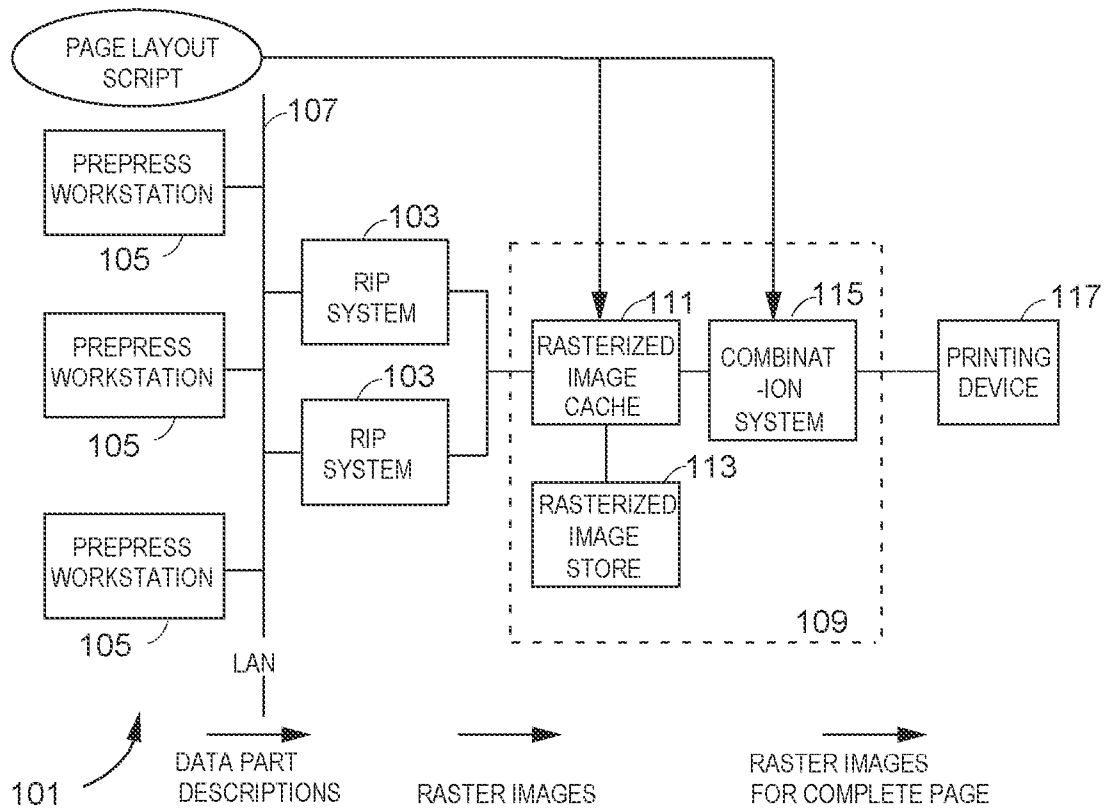 PAGE LAYOUT
SCRIPT
107
PREPRESS
WORKSTATION
105
103
RIP
SYSTEM
PREPRESS
WORKSTATION
105
103
RIP
SYSTEM
PREPRESS
WORKSTATION
105
LAN
111
RASTERIZED
IMAGE
CACHE
115
COMBINAT
-ION
SYSTEM
117
PRINTING
DEVICE
113
RASTERIZED
IMAGE
STORE
109
101
DATA PART
DESCRIPTIONS
RASTER IMAGES
RASTER IMAGES
FOR COMPLETE PAGE